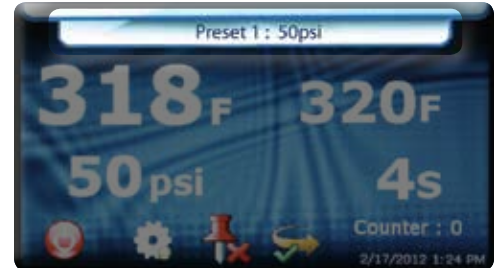 Preset 1 : 50psi
318F 320F
50psi 4s
Counter : 0
2/17/2012 1:24 PM